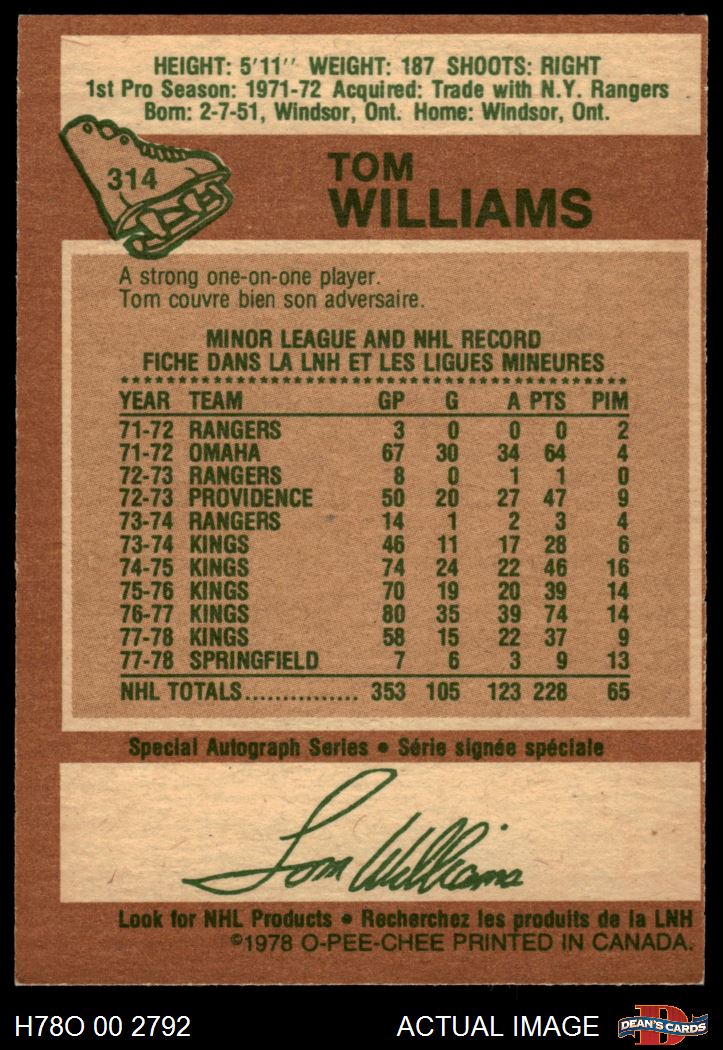 HEIGHT: 5'11'' WEIGHT: 187 SHOOTS: RIGHT
1st Pro Season: 1971-72 Acquired: Trade with N.Y. Rangers
Born: 2-7-51, Windsor, Ont. Home: Windsor, Ont.
314
TOM
WILLIAMS
A strong one-on-one player.
Tom couvre bien son adversaire.
MINOR LEAGUE AND NHL RECORD
FICHE DANS LA LNH ET LES LIGUES MINEURES
YEAR TEAM GP G A PTS PIM
71-72 RANGERS 3 0 0 0 2
71-72 OMAHA 67 30 34 64 4
72-73 RANGERS 8 0 1 1 0
72-73 PROVIDENCE 50 20 27 47 9
73-74 RANGERS 14 1 2 3 4
73-74 KINGS 46 11 17 28 6
74-75 KINGS 74 24 22 46 16
75-76 KINGS 70 19 20 39 14
76-77 KINGS 80 35 39 74 14
77-78 KINGS 58 15 22 37 9
77-78 SPRINGFIELD 7 6 3 9 13
NHL TOTALS............... 353 105 123 228 65
Special Autograph Series • Série signée spéciale
Tom Williams
Look for NHL Products • Recherchez les produits de la LNH
©1978 O-PEE-CHEE PRINTED IN CANADA.
H78O 00 2792 ACTUAL IMAGE D DEAN'S CARDS